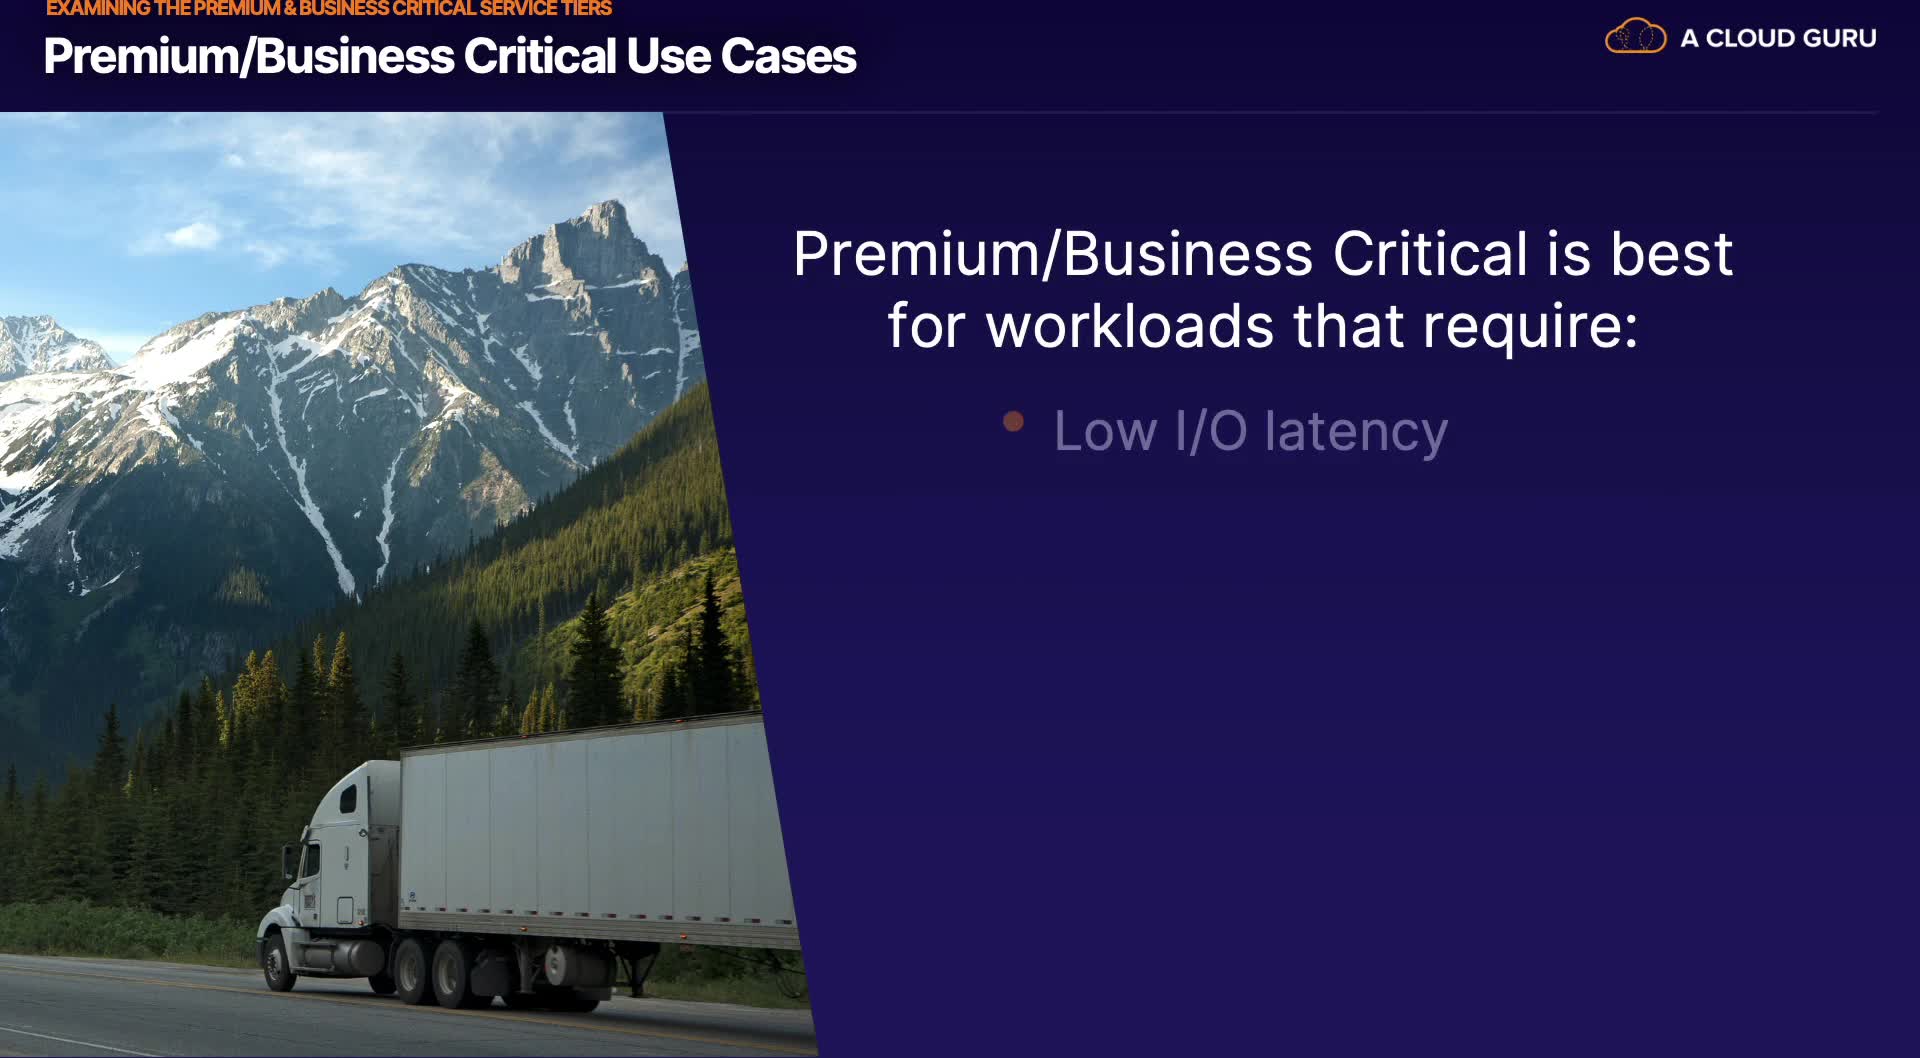 EXAMINING THE PREMIUM & BUSINESS CRITICAL SERVICE TIERS
Premium/Business Critical Use Cases
A CLOUD GURU
Premium/Business Critical is best
for workloads that require:
• Low I/O latency